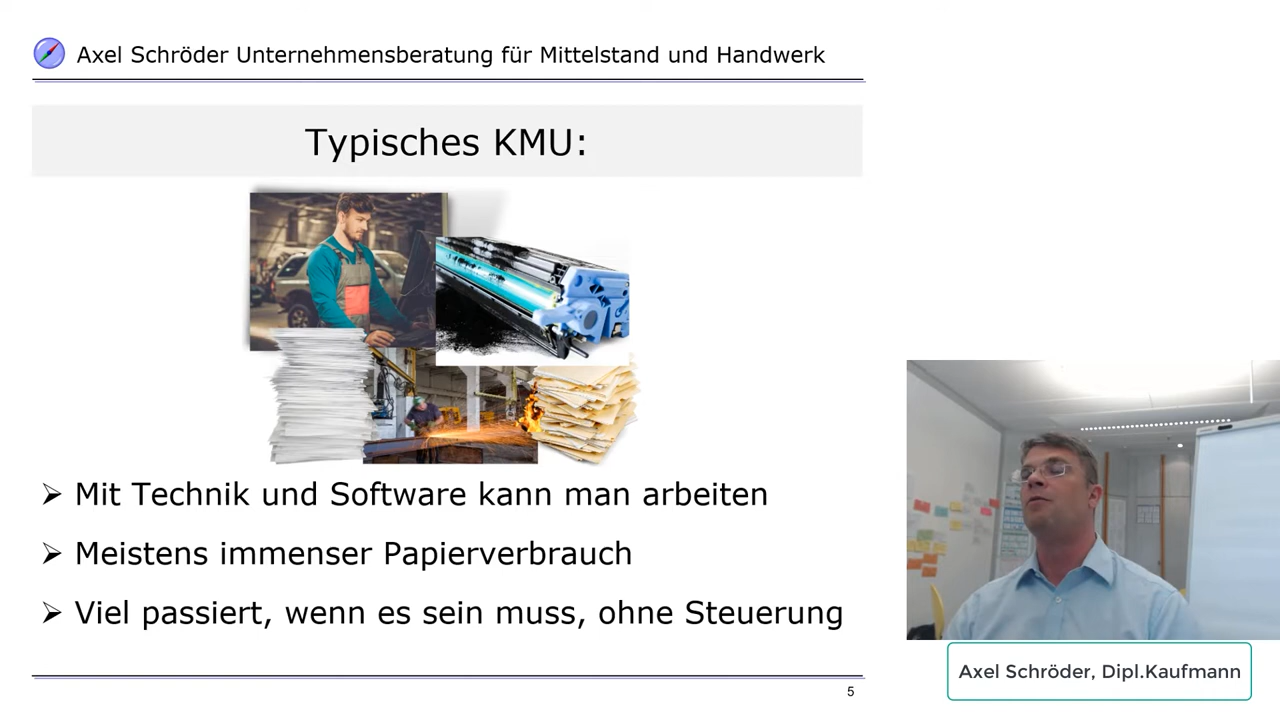 Axel Schröder Unternehmensberatung für Mittelstand und Handwerk
Typisches KMU:
➢ Mit Technik und Software kann man arbeiten
➢ Meistens immenser Papierverbrauch
➢ Viel passiert, wenn es sein muss, ohne Steuerung
5
Axel Schröder, Dipl.Kaufmann